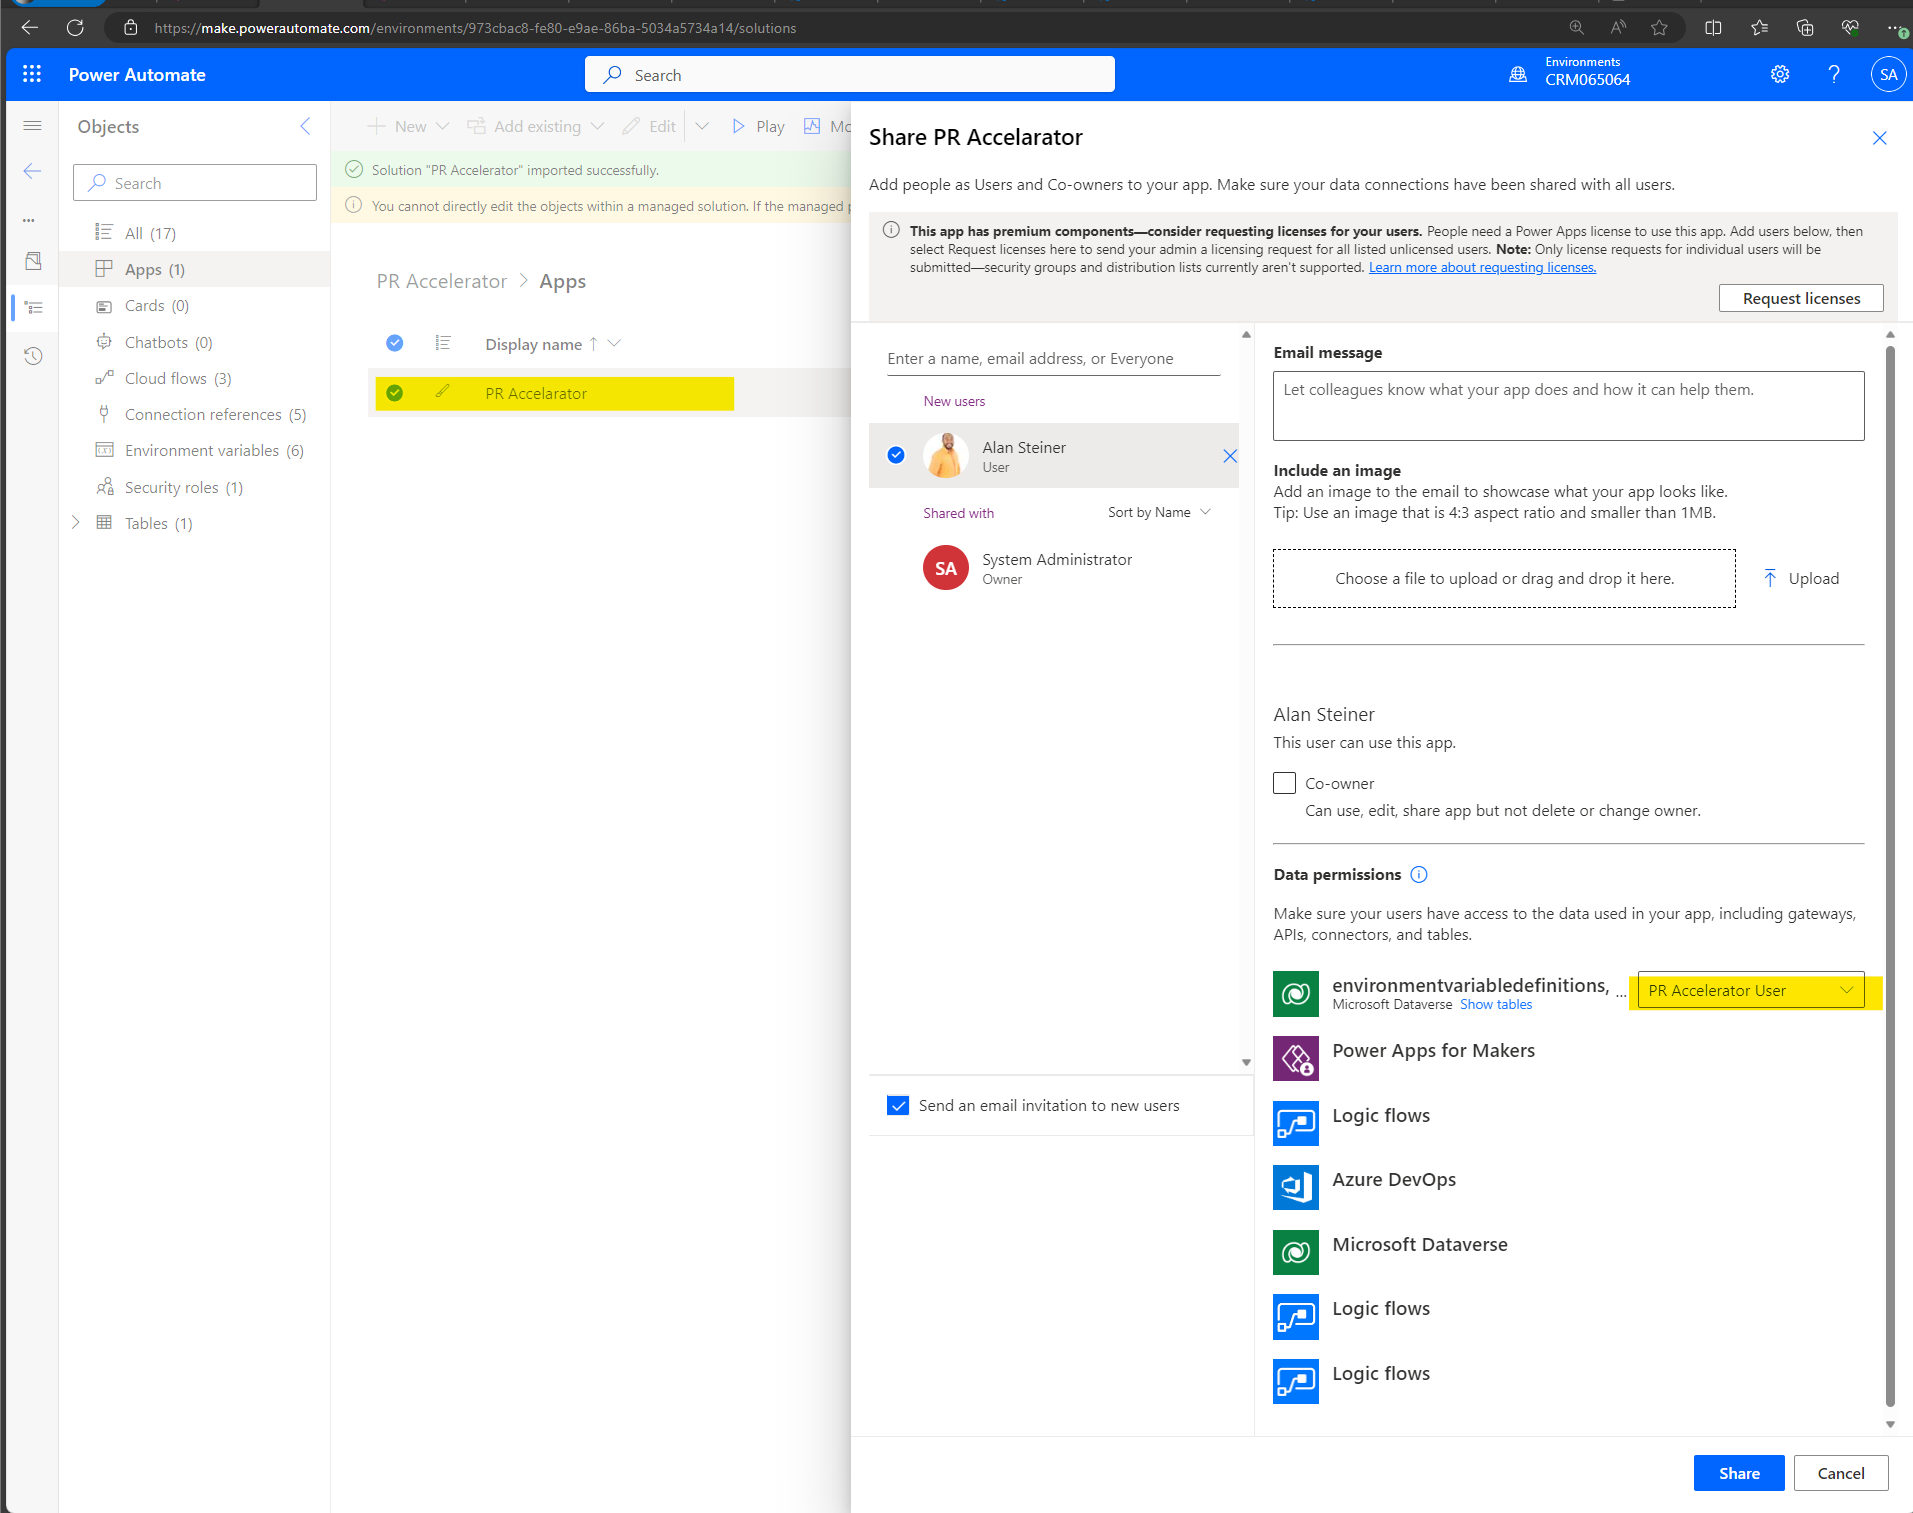 https://make.powerautomate.com/environments/973cbac8-fe80-e9ae-86ba-5034a5734a14/solutions
Power Automate
Search
Environments
CRM065064
SA
Objects
Search
All (17)
Apps (1)
Cards (0)
Chatbots (0)
Cloud flows (3)
Connection references (5)
Environment variables (6)
Security roles (1)
Tables (1)
New
Add existing
Edit
Play
Mo
Solution "PR Accelerator" imported successfully.
You cannot directly edit the objects within a managed solution. If the managed p
PR Accelerator > Apps
Display name
PR Accelarator
Share PR Accelarator
Add people as Users and Co-owners to your app. Make sure your data connections have been shared with all users.
This app has premium components—consider requesting licenses for your users. People need a Power Apps license to use this app. Add users below, then
select Request licenses here to send your admin a licensing request for all listed unlicensed users. Note: Only license requests for individual users will be
submitted—security groups and distribution lists currently aren't supported. Learn more about requesting licenses.
Request licenses
Enter a name, email address, or Everyone
New users
Alan Steiner
User
Shared with
Sort by Name
SA
System Administrator
Owner
Send an email invitation to new users
Email message
Let colleagues know what your app does and how it can help them.
Include an image
Add an image to the email to showcase what your app looks like.
Tip: Use an image that is 4:3 aspect ratio and smaller than 1MB.
Choose a file to upload or drag and drop it here.
Upload
Alan Steiner
This user can use this app.
Co-owner
Can use, edit, share app but not delete or change owner.
Data permissions
Make sure your users have access to the data used in your app, including gateways,
APIs, connectors, and tables.
environmentvariabledefinitions, ...
Microsoft Dataverse Show tables
PR Accelerator User
Power Apps for Makers
Logic flows
Azure DevOps
Microsoft Dataverse
Logic flows
Logic flows
Share
Cancel